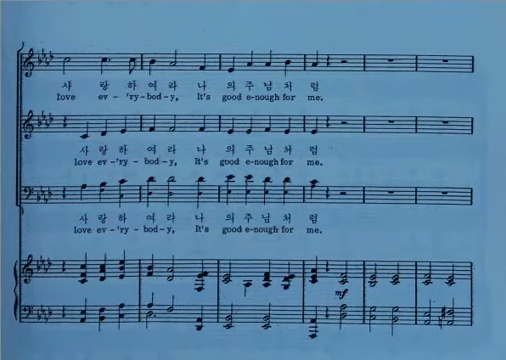 사 랑 하 여 라 나 의 주 님 처 럼
love ev-'ry-bod-y, It's good e-nough for me.
사 랑 하 여 라 나 의 주 님 처 럼
love ev-'ry-bod-y, It's good e-nough for me.
사 랑 하 여 라 나 의 주 님 처 럼
love ev-'ry-bod-y, It's good e-nough for me.
mf